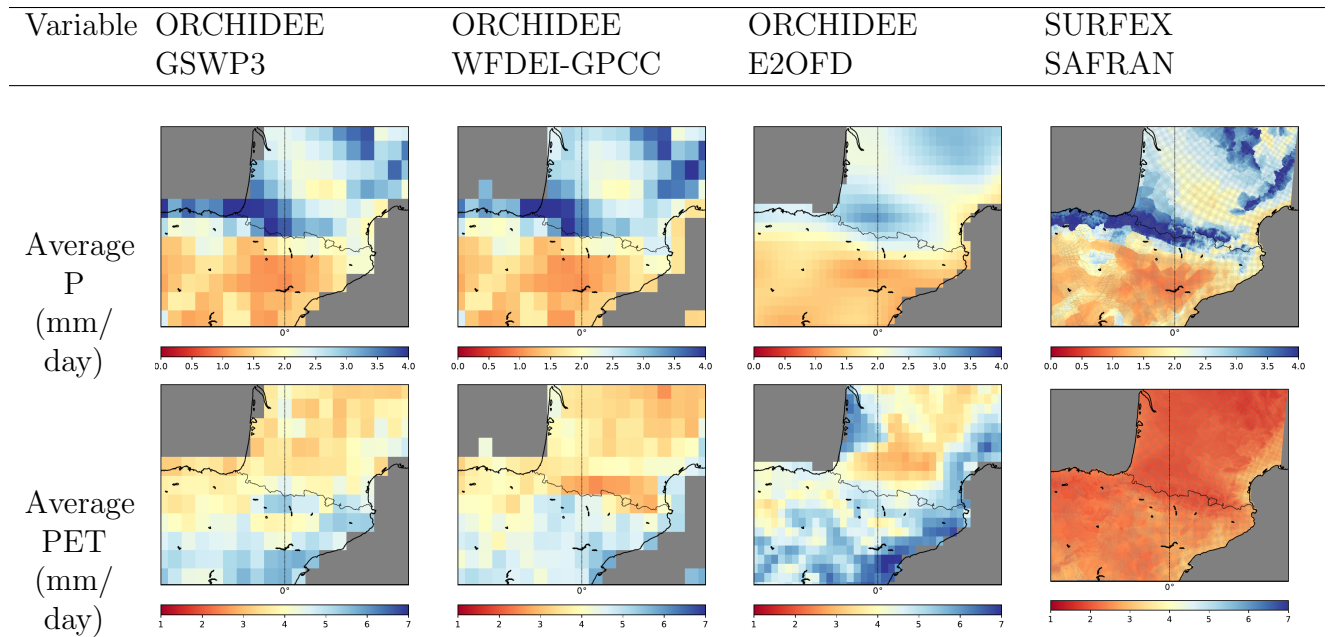 Variable ORCHIDEE ORCHIDEE ORCHIDEE SURFEX
GSWP3 WFDEI-GPCC E2OFD SAFRAN
Average
P
(mm/
day)
0° 0° 0° 0°
0.0 0.5 1.0 1.5 2.0 2.5 3.0 3.5 4.0 0.0 0.5 1.0 1.5 2.0 2.5 3.0 3.5 4.0 0.0 0.5 1.0 1.5 2.0 2.5 3.0 3.5 4.0 0.0 0.5 1.0 1.5 2.0 2.5 3.0 3.5 4.0
Average
PET
(mm/
day)
0° 0° 0° 0°
1 2 3 4 5 6 7 1 2 3 4 5 6 7 1 2 3 4 5 6 7 1 2 3 4 5 6 7